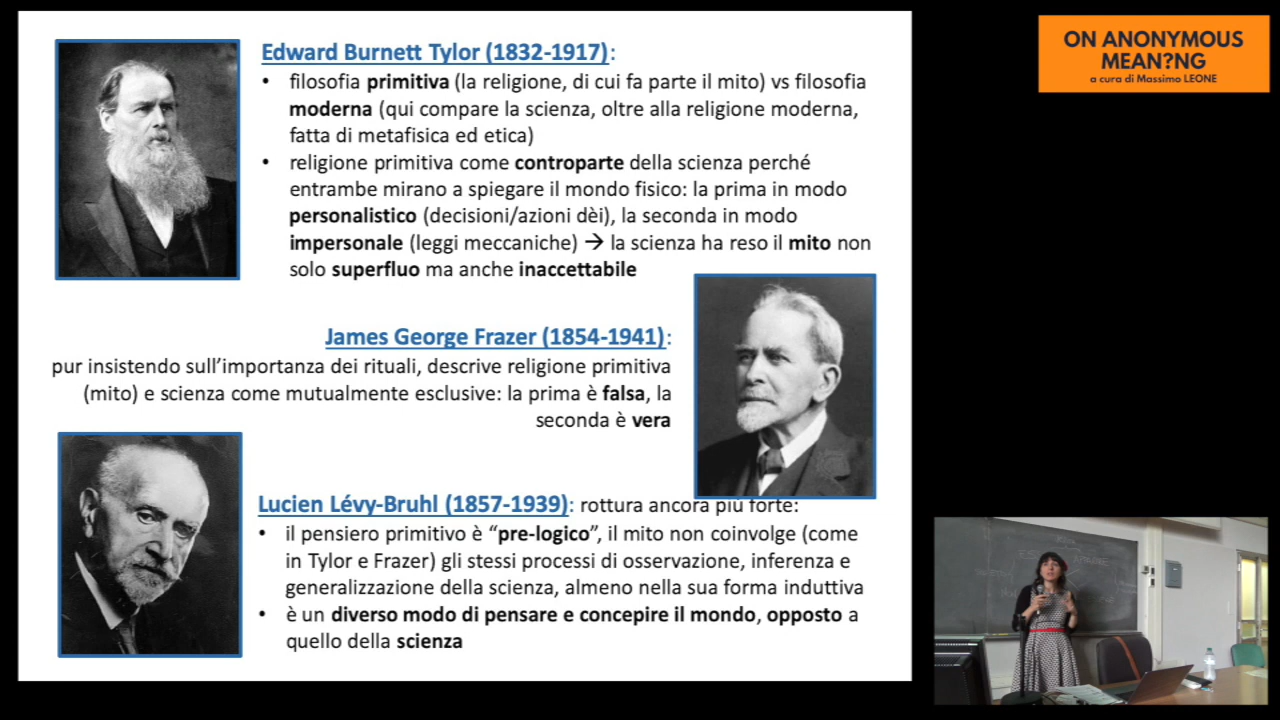 Edward Burnett Tylor (1832-1917):
• filosofia primitiva (la religione, di cui fa parte il mito) vs filosofia
moderna (qui compare la scienza, oltre alla religione moderna,
fatta di metafisica ed etica)
• religione primitiva come controparte della scienza perché
entrambe mirano a spiegare il mondo fisico: la prima in modo
personalistico (decisioni/azioni dèi), la seconda in modo
impersonale (leggi meccaniche) → la scienza ha reso il mito non
solo superfluo ma anche inaccettabile
James George Frazer (1854-1941):
pur insistendo sull'importanza dei rituali, descrive religione primitiva
(mito) e scienza come mutualmente esclusive: la prima è falsa, la
seconda è vera
Lucien Lévy-Bruhl (1857-1939): rottura ancora più forte:
• il pensiero primitivo è “pre-logico”, il mito non coinvolge (come
in Tylor e Frazer) gli stessi processi di osservazione, inferenza e
generalizzazione della scienza, almeno nella sua forma induttiva
• è un diverso modo di pensare e concepire il mondo, opposto a
quello della scienza
ON ANONYMOUS
MEAN?NG
a cura di Massimo LEONE